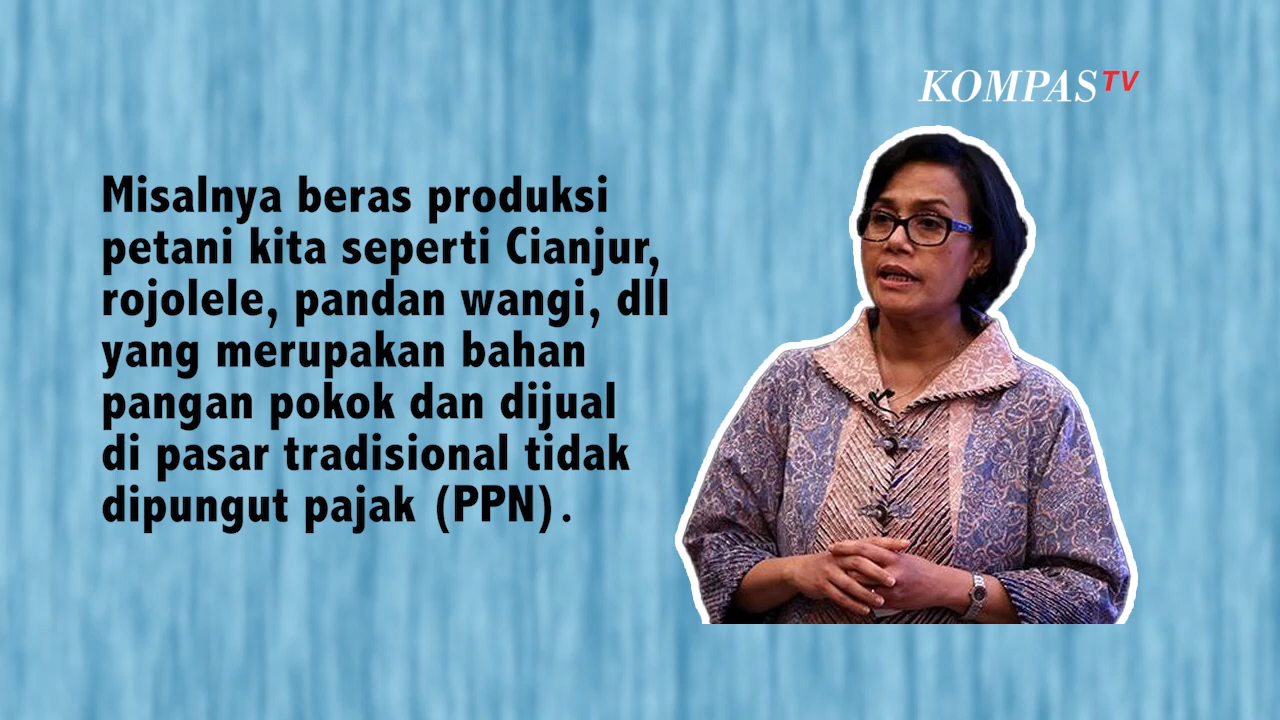 KOMPAS TV
Misalnya beras produksi
petani kita seperti Cianjur,
rojolele, pandan wangi, dll
yang merupakan bahan
pangan pokok dan dijual
di pasar tradisional tidak
dipungut pajak (PPN).